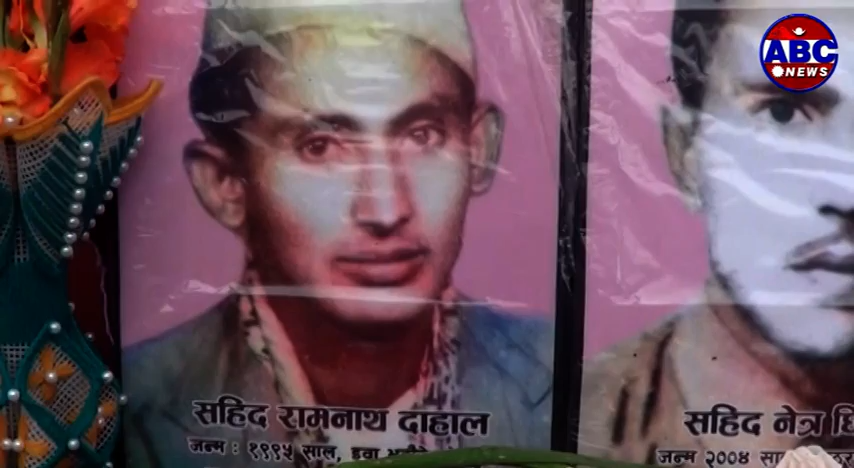 ABC
NEWS
सहिद रामनाथ दाहाल
जन्म : १९९५ साल,
सहिद नेत्र
जन्म २००४